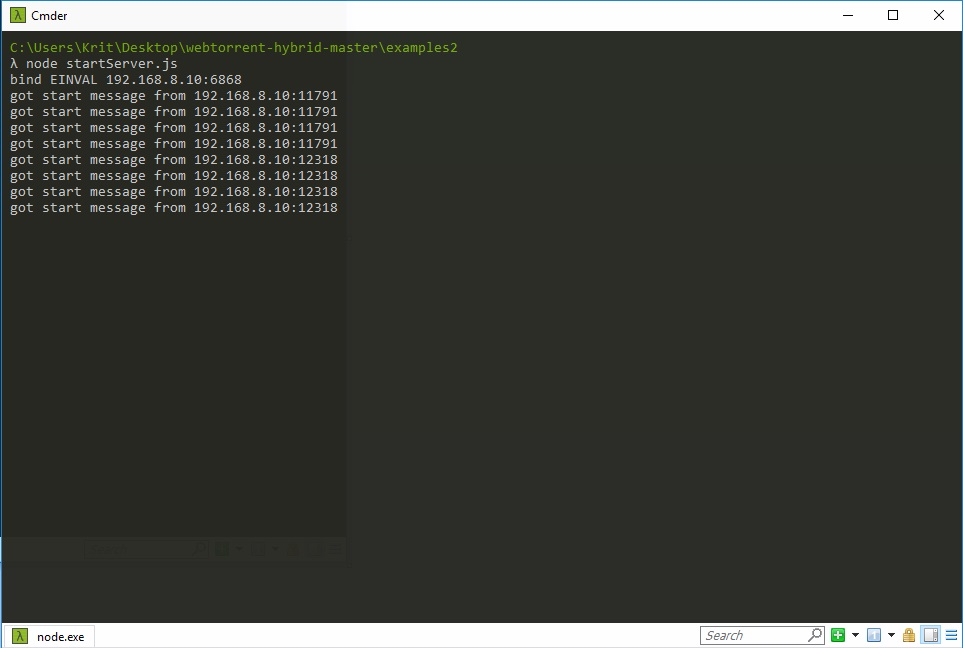 Cmder
C:\Users\Krit\Desktop\webtorrent-hybrid-master\examples2
λ node startServer.js
bind EINVAL 192.168.8.10:6868
got start message from 192.168.8.10:11791
got start message from 192.168.8.10:11791
got start message from 192.168.8.10:11791
got start message from 192.168.8.10:11791
got start message from 192.168.8.10:12318
got start message from 192.168.8.10:12318
got start message from 192.168.8.10:12318
got start message from 192.168.8.10:12318
λ node.exe
Search